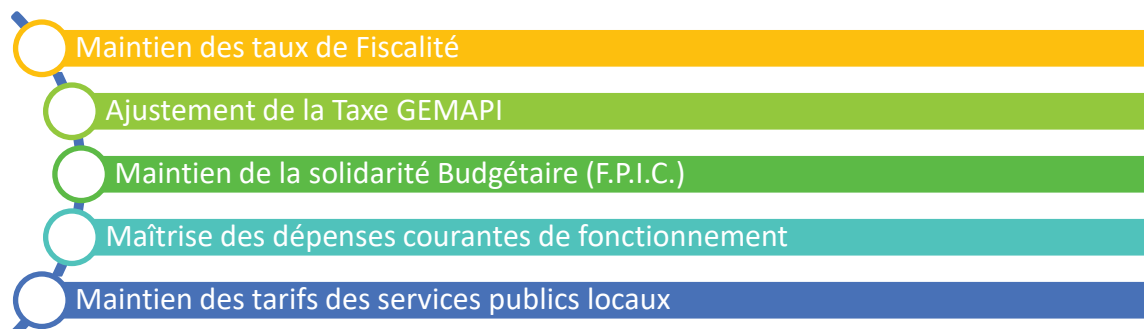 Maintien des taux de Fiscalité
Ajustement de la Taxe GEMAPI
Maintien de la solidarité Budgétaire (F.P.I.C.)
Maîtrise des dépenses courantes de fonctionnement
Maintien des tarifs des services publics locaux